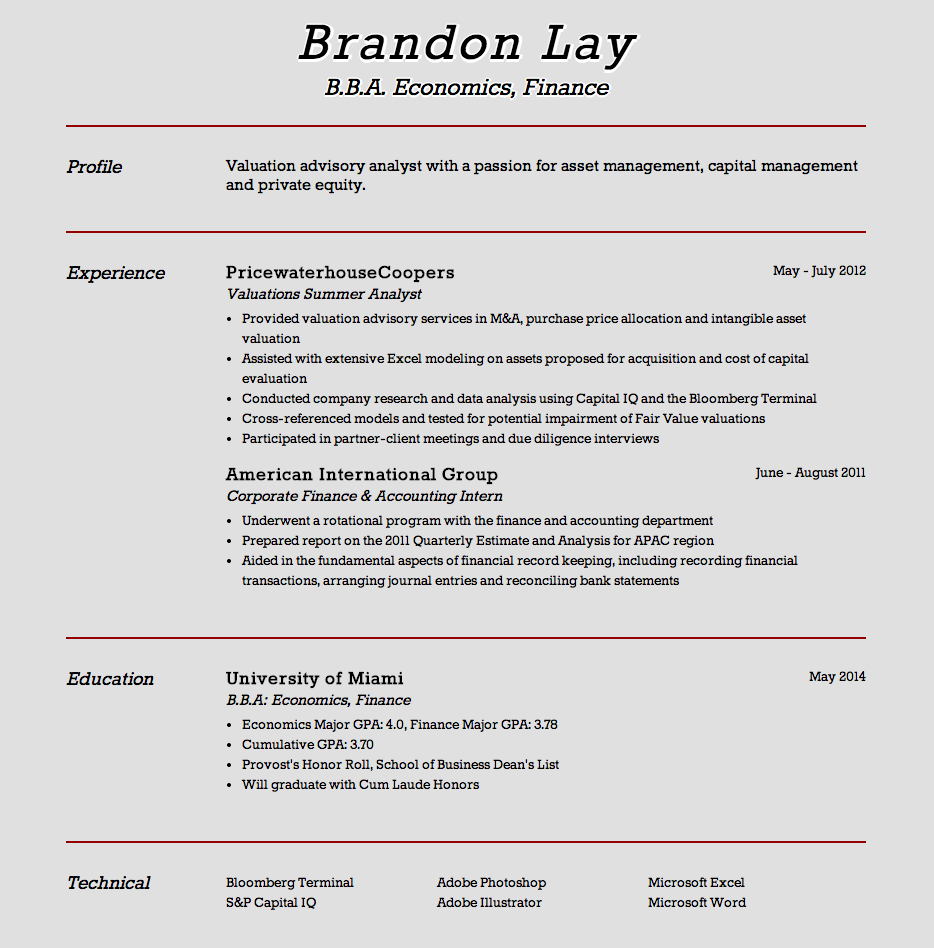 Brandon Lay
B.B.A. Economics, Finance
Profile
Valuation advisory analyst with a passion for asset management, capital management
and private equity.
Experience
PricewaterhouseCoopers
May - July 2012
Valuations Summer Analyst
• Provided valuation advisory services in M&A, purchase price allocation and intangible asset
valuation
• Assisted with extensive Excel modeling on assets proposed for acquisition and cost of capital
evaluation
• Conducted company research and data analysis using Capital IQ and the Bloomberg Terminal
• Cross-referenced models and tested for potential impairment of Fair Value valuations
• Participated in partner-client meetings and due diligence interviews
American International Group
June - August 2011
Corporate Finance & Accounting Intern
• Underwent a rotational program with the finance and accounting department
• Prepared report on the 2011 Quarterly Estimate and Analysis for APAC region
• Aided in the fundamental aspects of financial record keeping, including recording financial
transactions, arranging journal entries and reconciling bank statements
Education
University of Miami
May 2014
B.B.A: Economics, Finance
• Economics Major GPA: 4.0, Finance Major GPA: 3.78
• Cumulative GPA: 3.70
• Provost's Honor Roll, School of Business Dean's List
• Will graduate with Cum Laude Honors
Technical
Bloomberg Terminal
S&P Capital IQ
Adobe Photoshop
Adobe Illustrator
Microsoft Excel
Microsoft Word